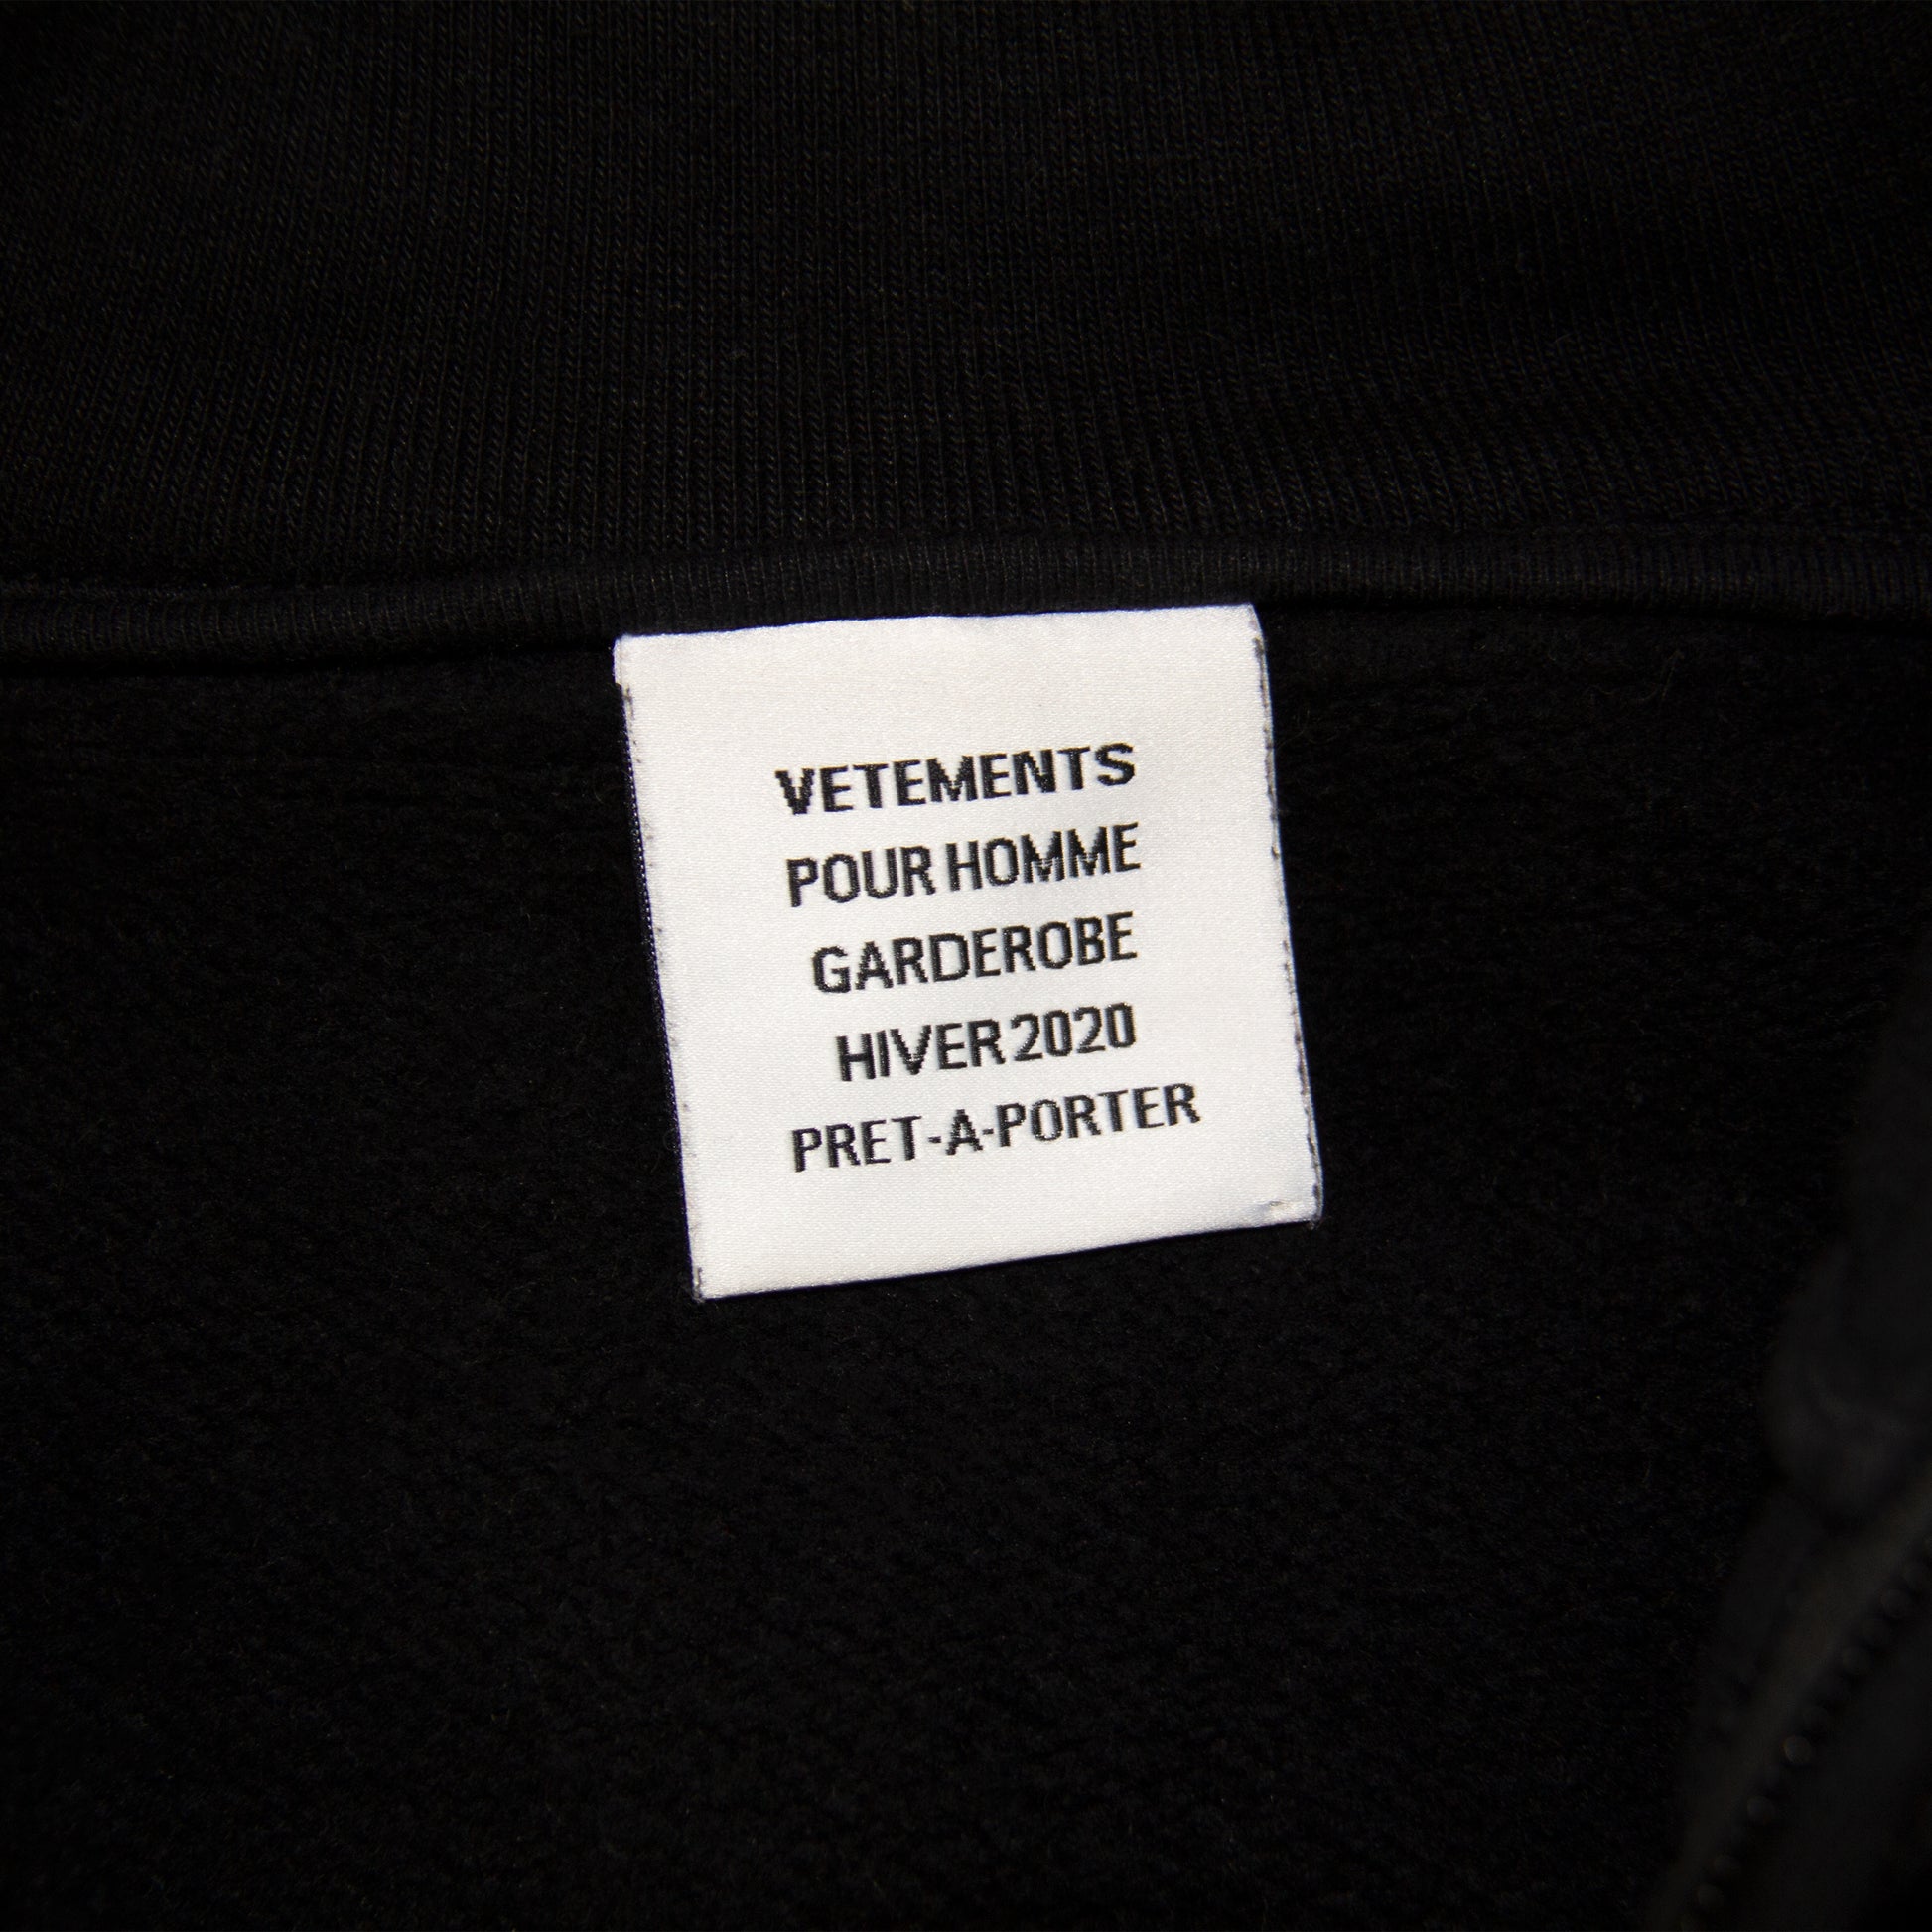 VETEMENTS
POUR HOMME
GARDEROBE
HIVER 2020
PRET-A-PORTER